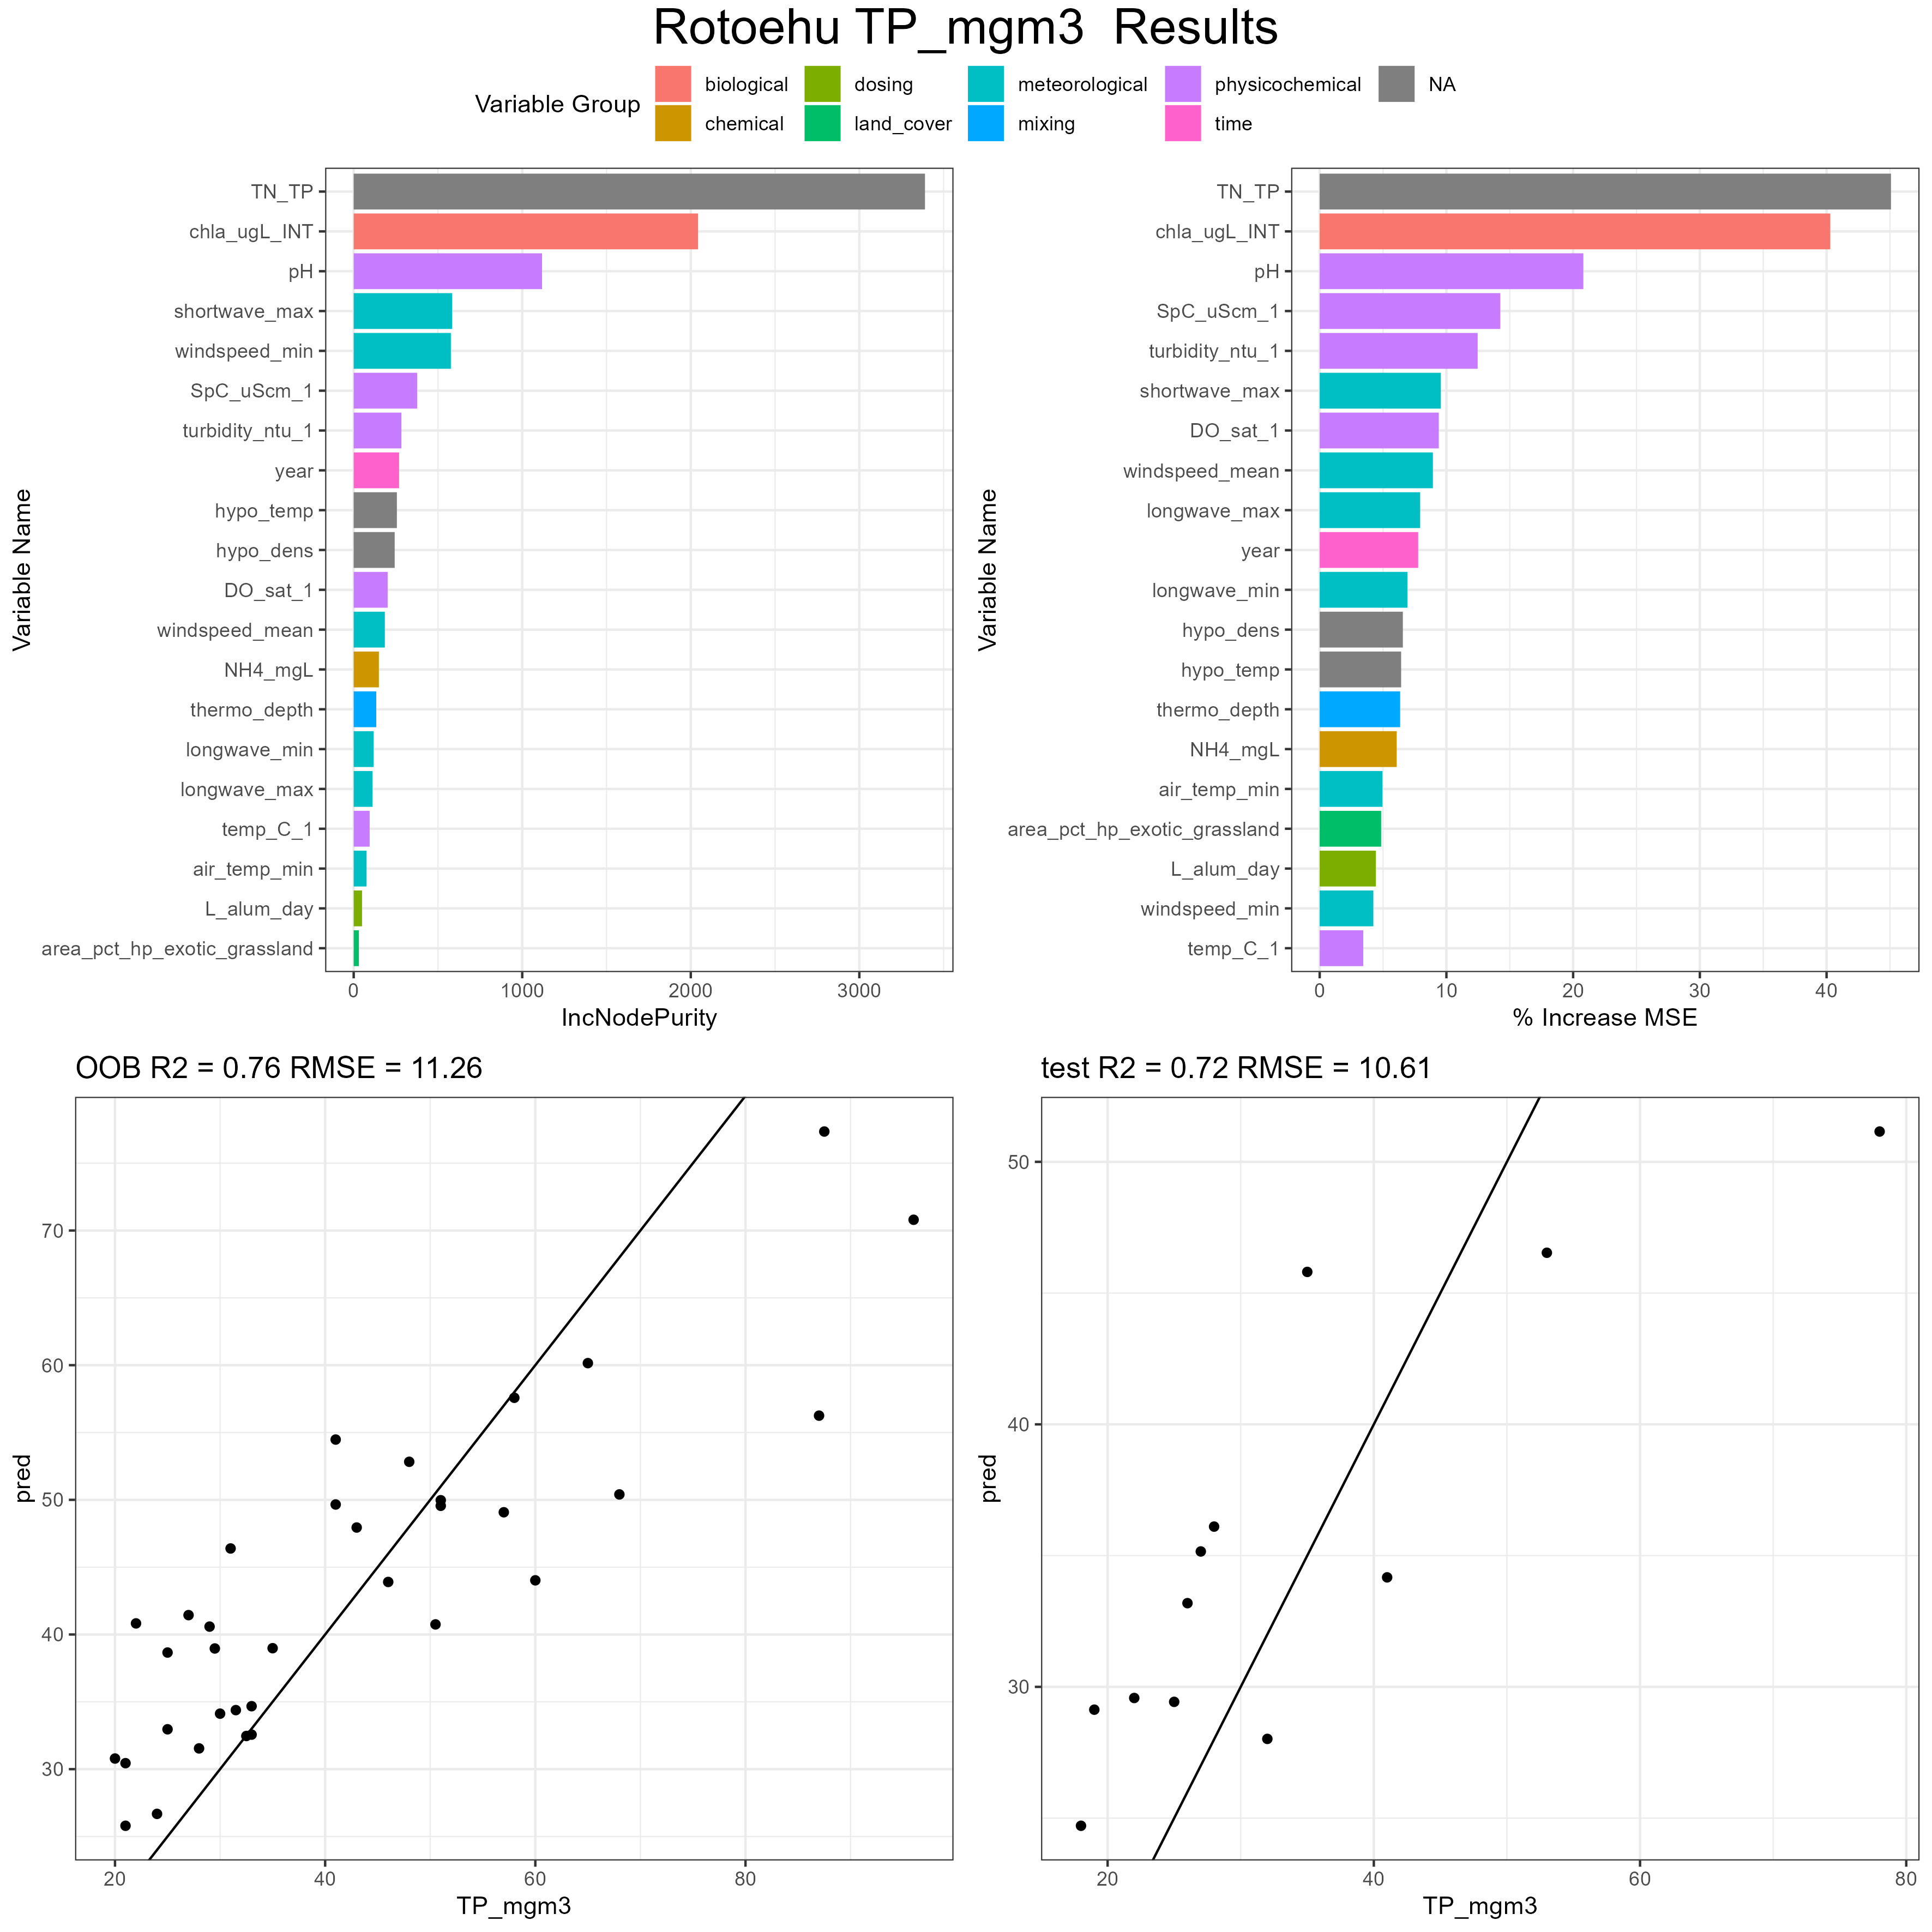 Rotoehu TP_mgm3  Results
Variable Group
biological
dosing
meteorological
physicochemical
NA
chemical
land_cover
mixing
time
Variable Name
TN_TP
chla_ugL_INT
pH
shortwave_max
windspeed_min
SpC_uScm_1
turbidity_ntu_1
year
hypo_temp
hypo_dens
DO_sat_1
windspeed_mean
NH4_mgL
thermo_depth
longwave_min
longwave_max
temp_C_1
air_temp_min
L_alum_day
area_pct_hp_exotic_grassland
0 1000 2000 3000
IncNodePurity
Variable Name
TN_TP
chla_ugL_INT
pH
SpC_uScm_1
turbidity_ntu_1
shortwave_max
DO_sat_1
windspeed_mean
longwave_max
year
longwave_min
hypo_dens
hypo_temp
thermo_depth
NH4_mgL
air_temp_min
area_pct_hp_exotic_grassland
L_alum_day
windspeed_min
temp_C_1
0 10 20 30 40
% Increase MSE
OOB R2 = 0.76 RMSE = 11.26
pred
70
60
50
40
30
20 40 60 80
TP_mgm3
test R2 = 0.72 RMSE = 10.61
pred
50
40
30
20 40 60 80
TP_mgm3